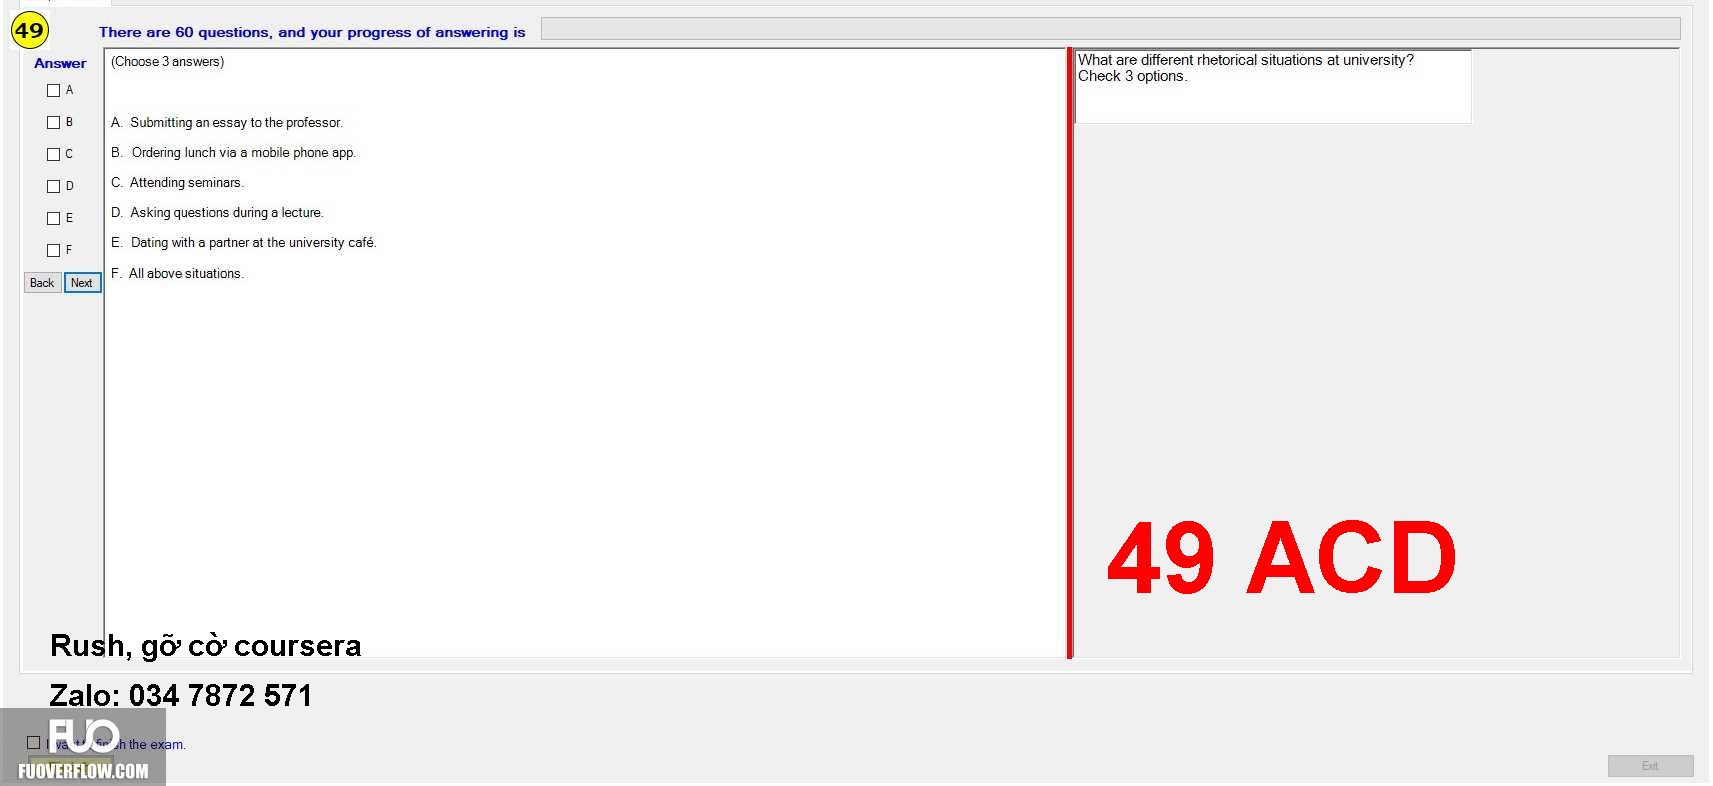 49
There are 60 questions, and your progress of answering is
Answer
(Choose 3 answers)
What are different rhetorical situations at university?
Check 3 options.
A
B
C
D
E
F
A. Submitting an essay to the professor.
B. Ordering lunch via a mobile phone app.
C. Attending seminars.
D. Asking questions during a lecture.
E. Dating with a partner at the university café.
F. All above situations.
Back Next
49 ACD
Rush, gỡ cờ coursera
Zalo: 034 7872 571
I want to finish the exam.
FUO
FUOVERFLOW.COM
Exit